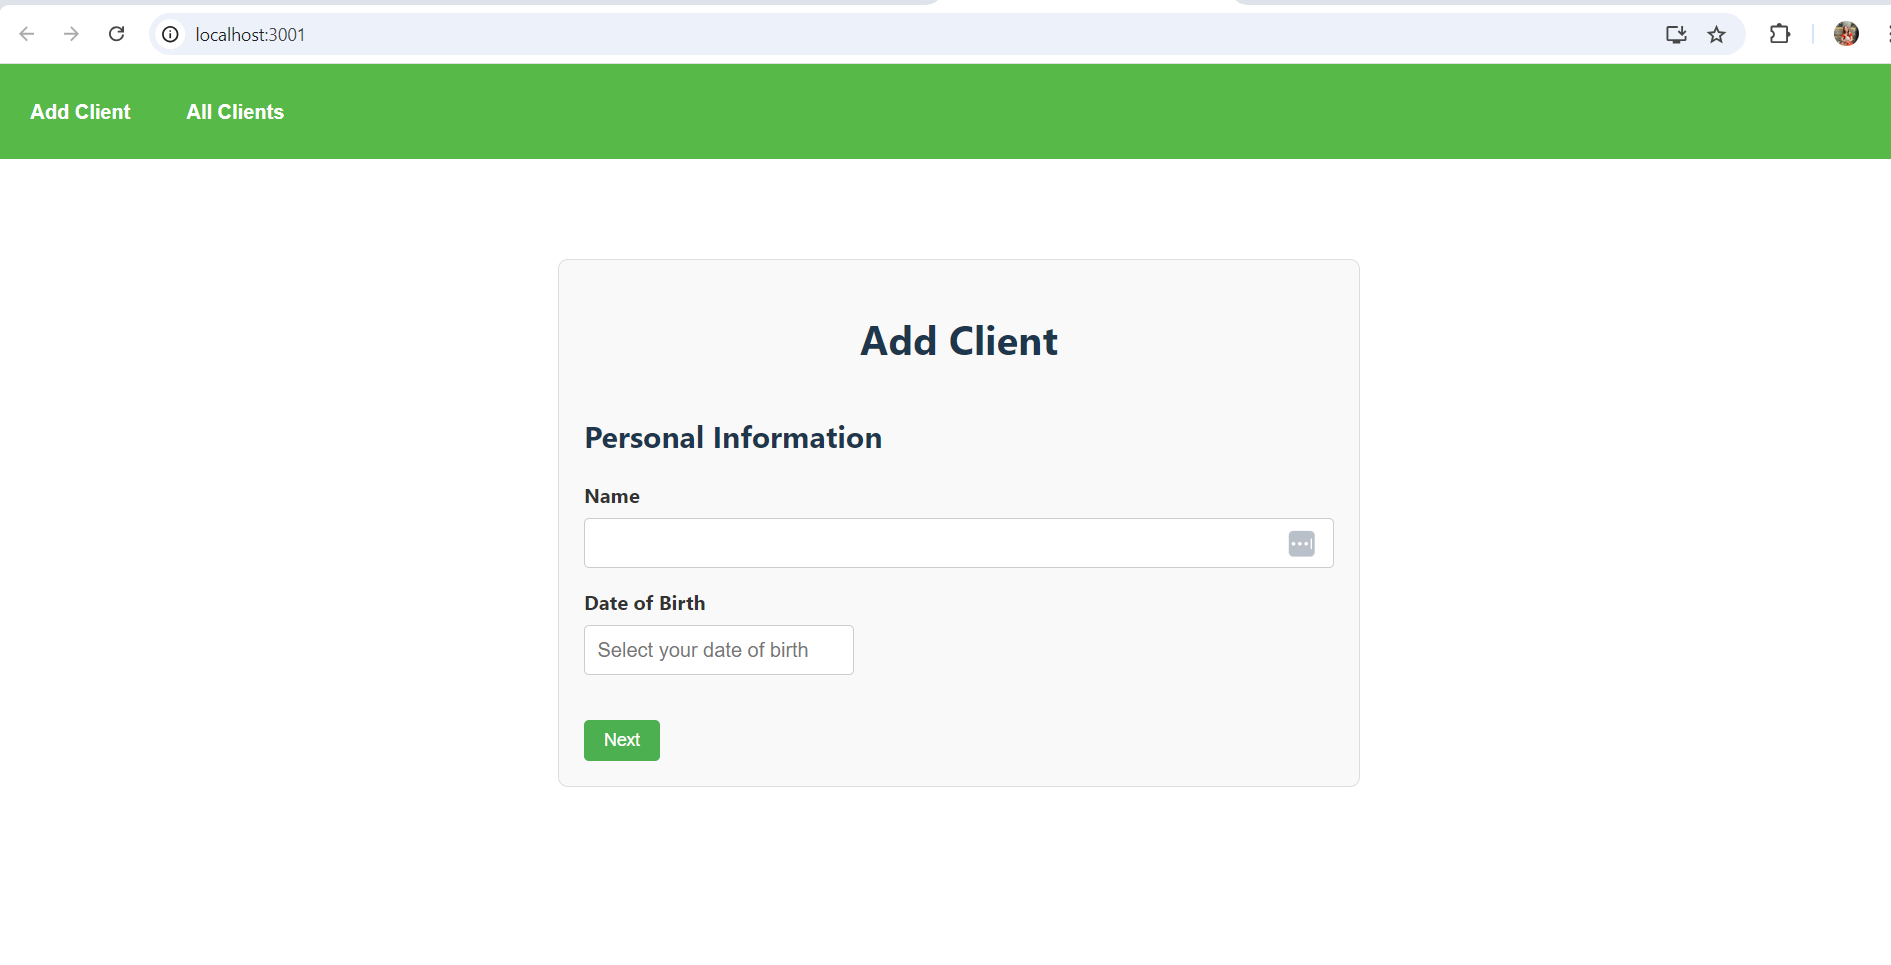 localhost:3001
Add Client All Clients
Add Client
Personal Information
Name
Date of Birth
Select your date of birth
Next